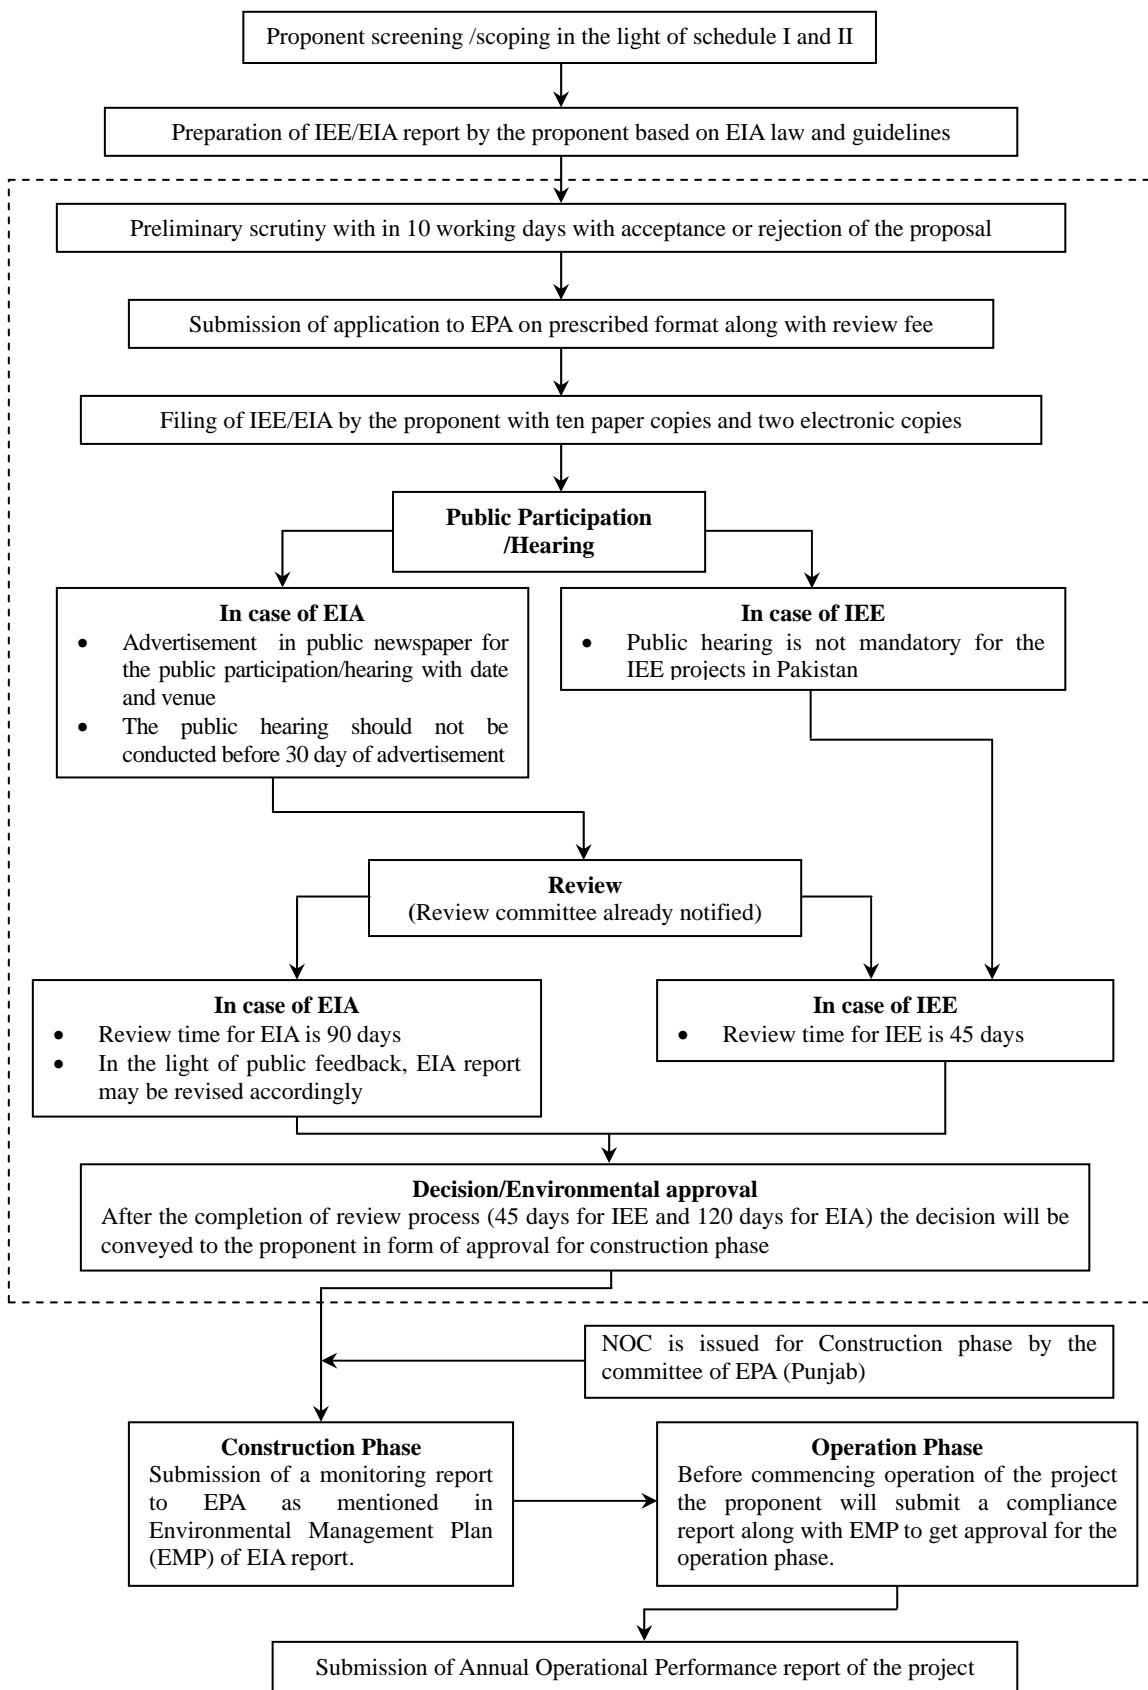 Proponent screening /scoping in the light of schedule I and II
Preparation of IEE/EIA report by the proponent based on EIA law and guidelines
Preliminary scrutiny with in 10 working days with acceptance or rejection of the proposal
Submission of application to EPA on prescribed format along with review fee
Filing of IEE/EIA by the proponent with ten paper copies and two electronic copies
Public Participation
/Hearing
In case of EIA
• Advertisement in public newspaper for
the public participation/hearing with date
and venue
• The public hearing should not be
conducted before 30 day of advertisement
In case of IEE
• Public hearing is not mandatory for the
IEE projects in Pakistan
Review
(Review committee already notified)
In case of EIA
• Review time for EIA is 90 days
• In the light of public feedback, EIA report
may be revised accordingly
In case of IEE
• Review time for IEE is 45 days
Decision/Environmental approval
After the completion of review process (45 days for IEE and 120 days for EIA) the decision will be
conveyed to the proponent in form of approval for construction phase
NOC is issued for Construction phase by the
committee of EPA (Punjab)
Construction Phase
Submission of a monitoring report
to EPA as mentioned in
Environmental Management Plan
(EMP) of EIA report.
Operation Phase
Before commencing operation of the project
the proponent will submit a compliance
report along with EMP to get approval for the
operation phase.
Submission of Annual Operational Performance report of the project